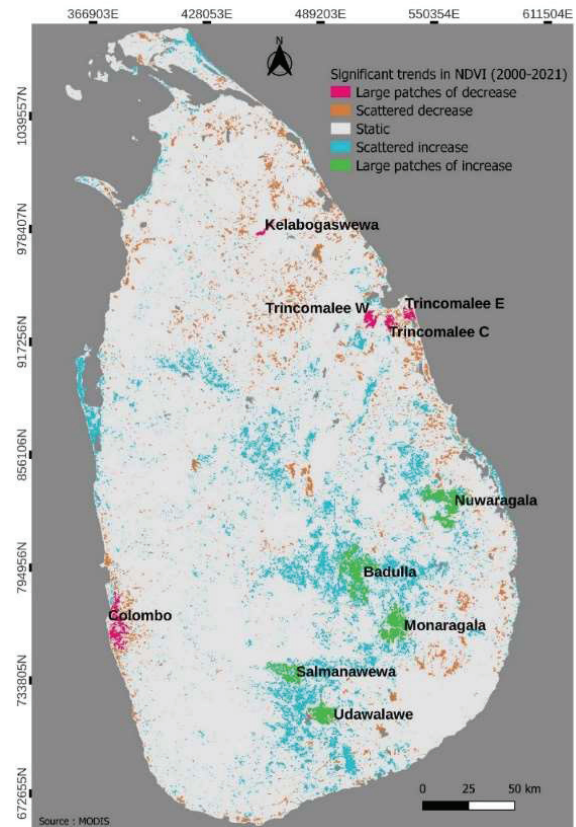 366903E 428053E 489203E 550354E 611504E
N
Significant trends in NDVI (2000-2021)
Large patches of decrease
Scattered decrease
Static
Scattered increase
Large patches of increase
1039557N
978407N
917256N
856106N
794956N
733805N
672655N
Kelabogaswewa
Trincomalee W
Trincomalee E
Trincomalee C
Nuwaragala
Badulla
Colombo
Monaragala
Salmanawewa
Udawalawe
0 25 50 km
Source : MODIS